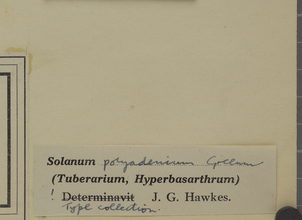 Solanum polyadenium Greenm
(Tuberarium, Hyperbasarthrum)
! Determinavit J. G. Hawkes.
Type collection.